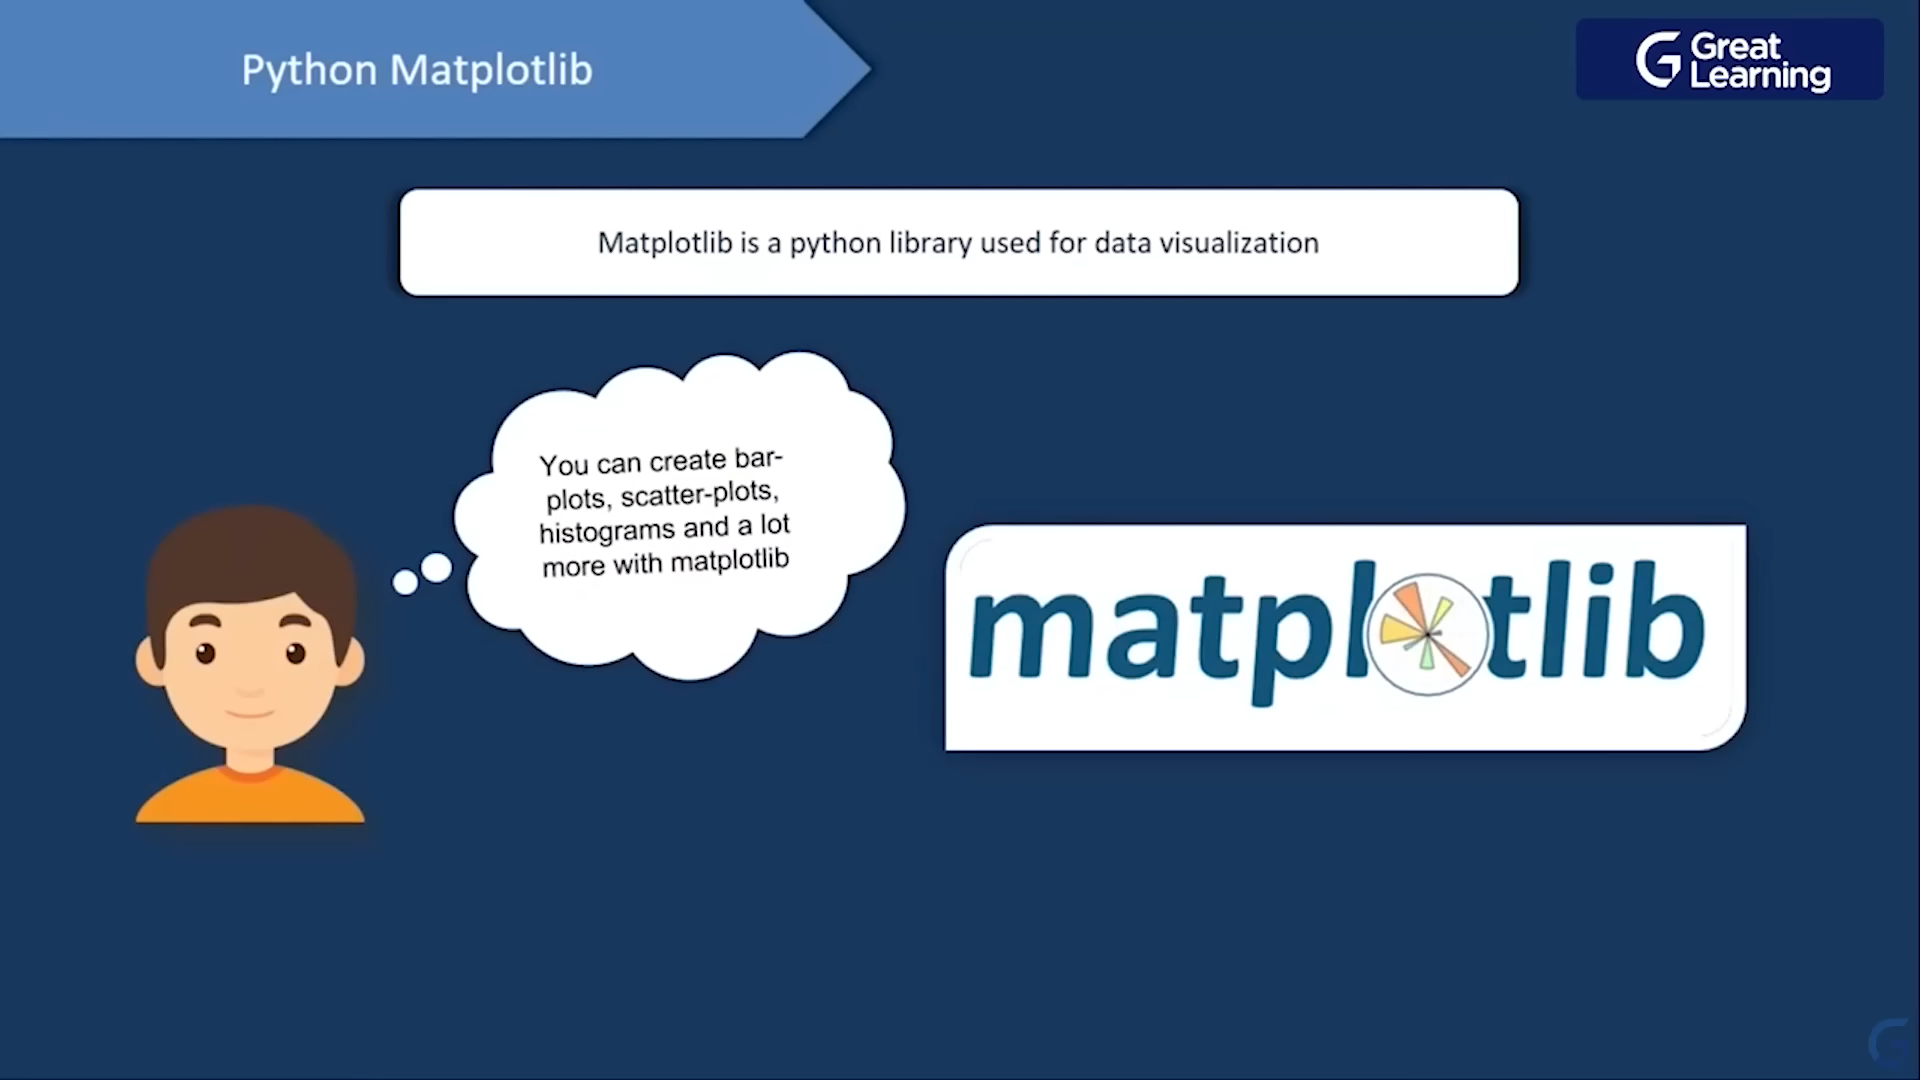 Python Matplotlib
Great
Learning
Matplotlib is a python library used for data visualization
You can create bar-
plots, scatter-plots,
histograms and a lot
more with matplotlib
matplotlib